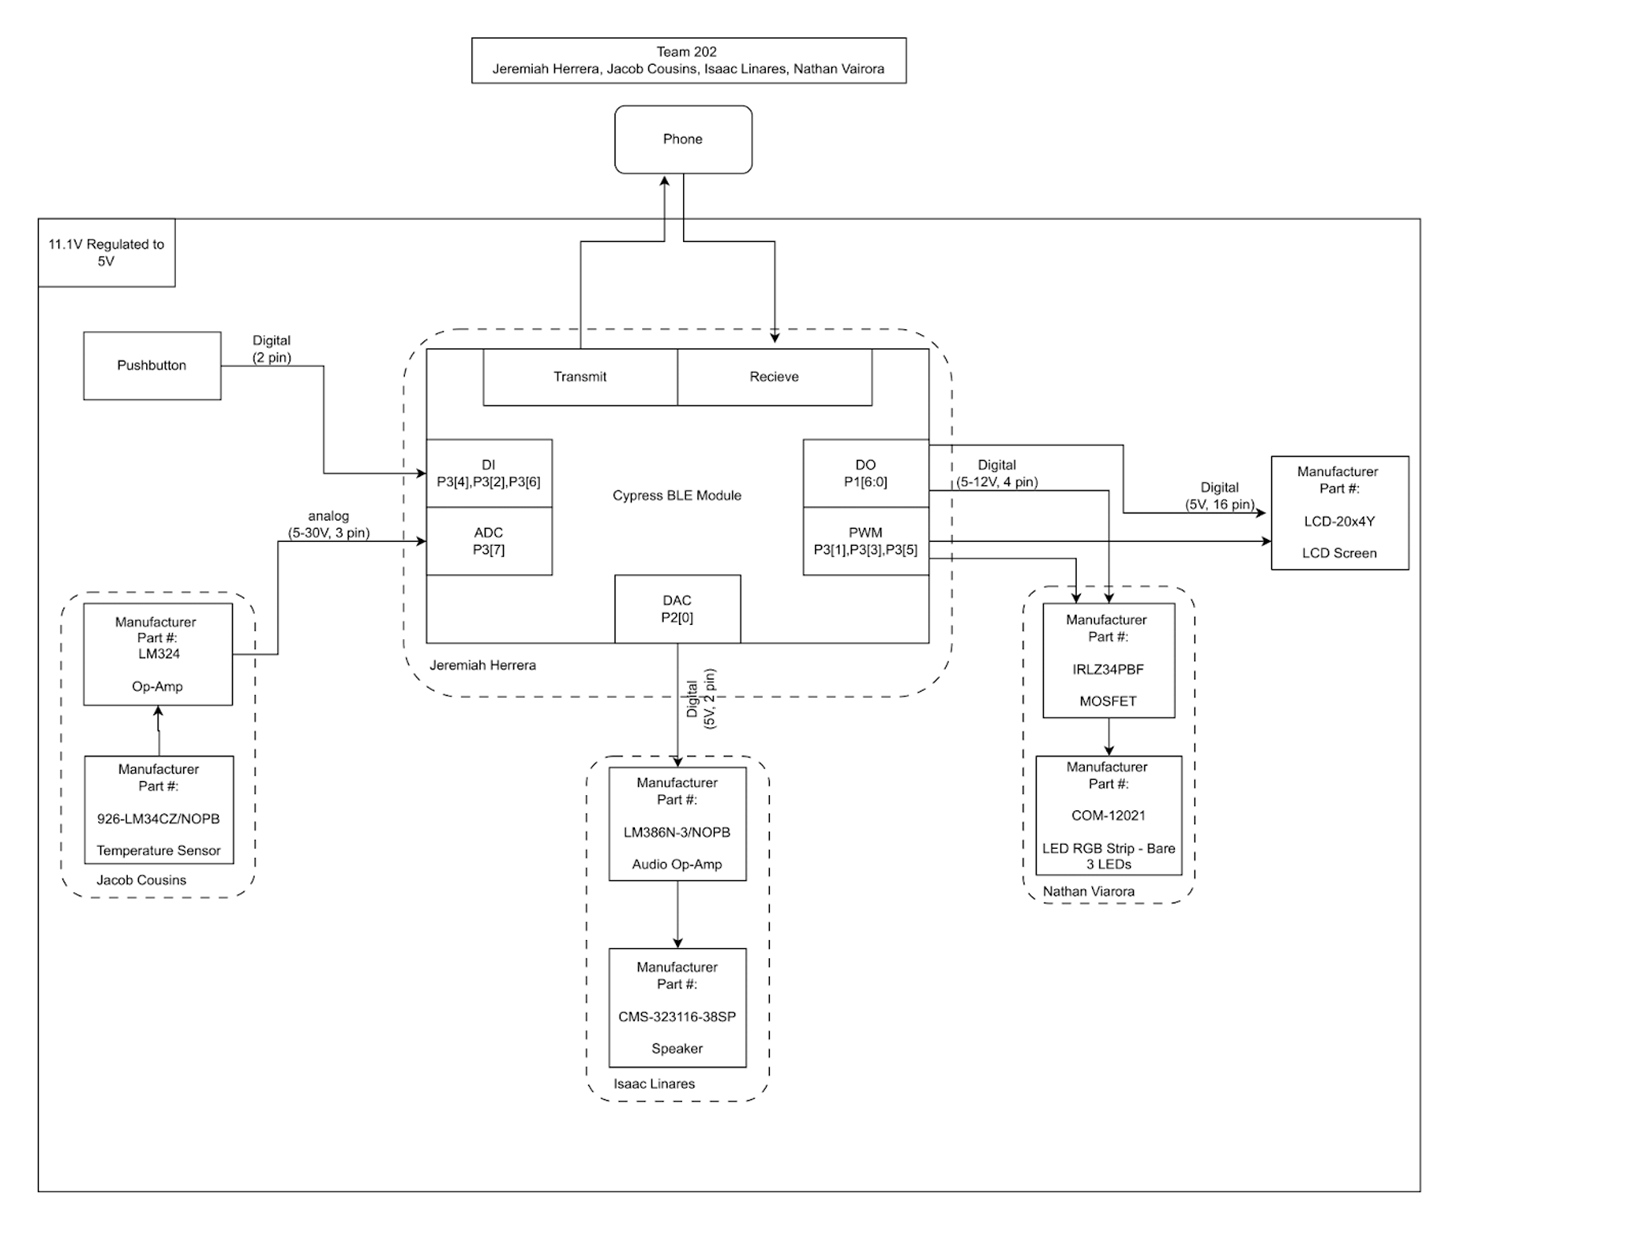 Team 202
Jeremiah Herrera, Jacob Cousins, Isaac Linares, Nathan Vairora
Phone
11.1V Regulated to
5V
Pushbutton
Digital
(2 pin)
Transmit
Recieve
DI
P3[4],P3[2],P3[6]
ADC
P3[7]
Cypress BLE Module
DO
P1[6:0]
PWM
P3[1],P3[3],P3[5]
DAC
P2[0]
Jeremiah Herrera
analog
(5-30V, 3 pin)
Digital
(5-12V, 4 pin)
Digital
(5V, 16 pin)
Manufacturer
Part #:
LCD-20x4Y
LCD Screen
Manufacturer
Part #:
LM324
Op-Amp
Manufacturer
Part #:
926-LM34CZ/NOPB
Temperature Sensor
Jacob Cousins
Digital
(5V, 2 pin)
Manufacturer
Part #:
LM386N-3/NOPB
Audio Op-Amp
Manufacturer
Part #:
CMS-323116-38SP
Speaker
Isaac Linares
Manufacturer
Part #:
IRLZ34PBF
MOSFET
Manufacturer
Part #:
COM-12021
LED RGB Strip - Bare
3 LEDs
Nathan Viarora